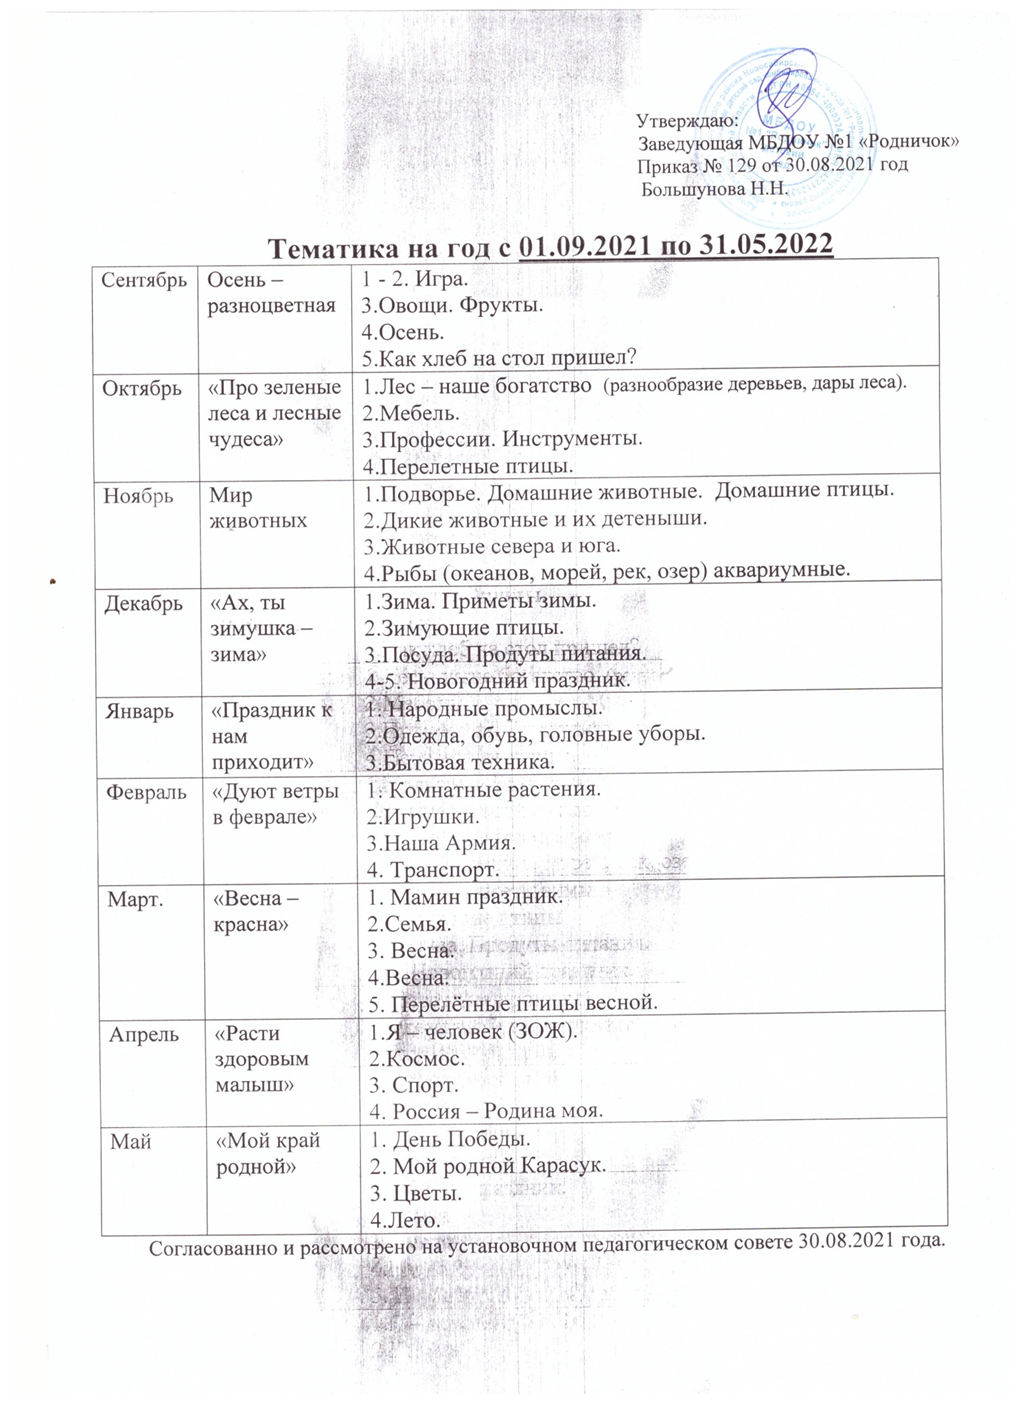 Утверждаю:
Заведующая МБДОУ №1 «Родничок»
Приказ № 129 от 30.08.2021 год
Большунова Н.Н.
МБДОУ
Тематика на год с 01.09.2021 по 31.05.2022
Сентябрь
Осень –
разноцветная
1 - 2. Игра.
3.Овощи. Фрукты.
4.Осень.
5.Как хлеб на стол пришел?
Октябрь
«Про зеленые
леса и лесные
чудеса»
1.Лес – наше богатство (разнообразие деревьев, дары леса).
2.Мебель.
3.Профессии. Инструменты.
4.Перелетные птицы.
Ноябрь
Мир
животных
1.Подворье. Домашние животные. Домашние птицы.
2.Дикие животные и их детеныши.
3.Животные севера и юга.
4.Рыбы (океанов, морей, рек, озер) аквариумные.
Декабрь
«Ах, ты
зимушка –
зима»
1.Зима. Приметы зимы.
2.Зимующие птицы.
3.Посуда. Продуты питания.
4-5. Новогодний праздник.
Январь
«Праздник к
нам
приходит»
1. Народные промыслы.
2.Одежда, обувь, головные уборы.
3.Бытовая техника.
Февраль
«Дуют ветры
в феврале»
1. Комнатные растения.
2.Игрушки.
3.Наша Армия.
4. Транспорт.
Март.
«Весна –
красна»
1. Мамин праздник.
2.Семья.
3. Весна.
4.Весна.
5. Перелётные птицы весной.
Апрель
«Расти
здоровым
малыш»
1.Я – человек (ЗОЖ).
2.Космос.
3. Спорт.
4. Россия – Родина моя.
Май
«Мой край
родной»
1. День Победы.
2. Мой родной Карасук.
3. Цветы.
4.Лето.
Согласованно и рассмотрено на установочном педагогическом совете 30.08.2021 года.